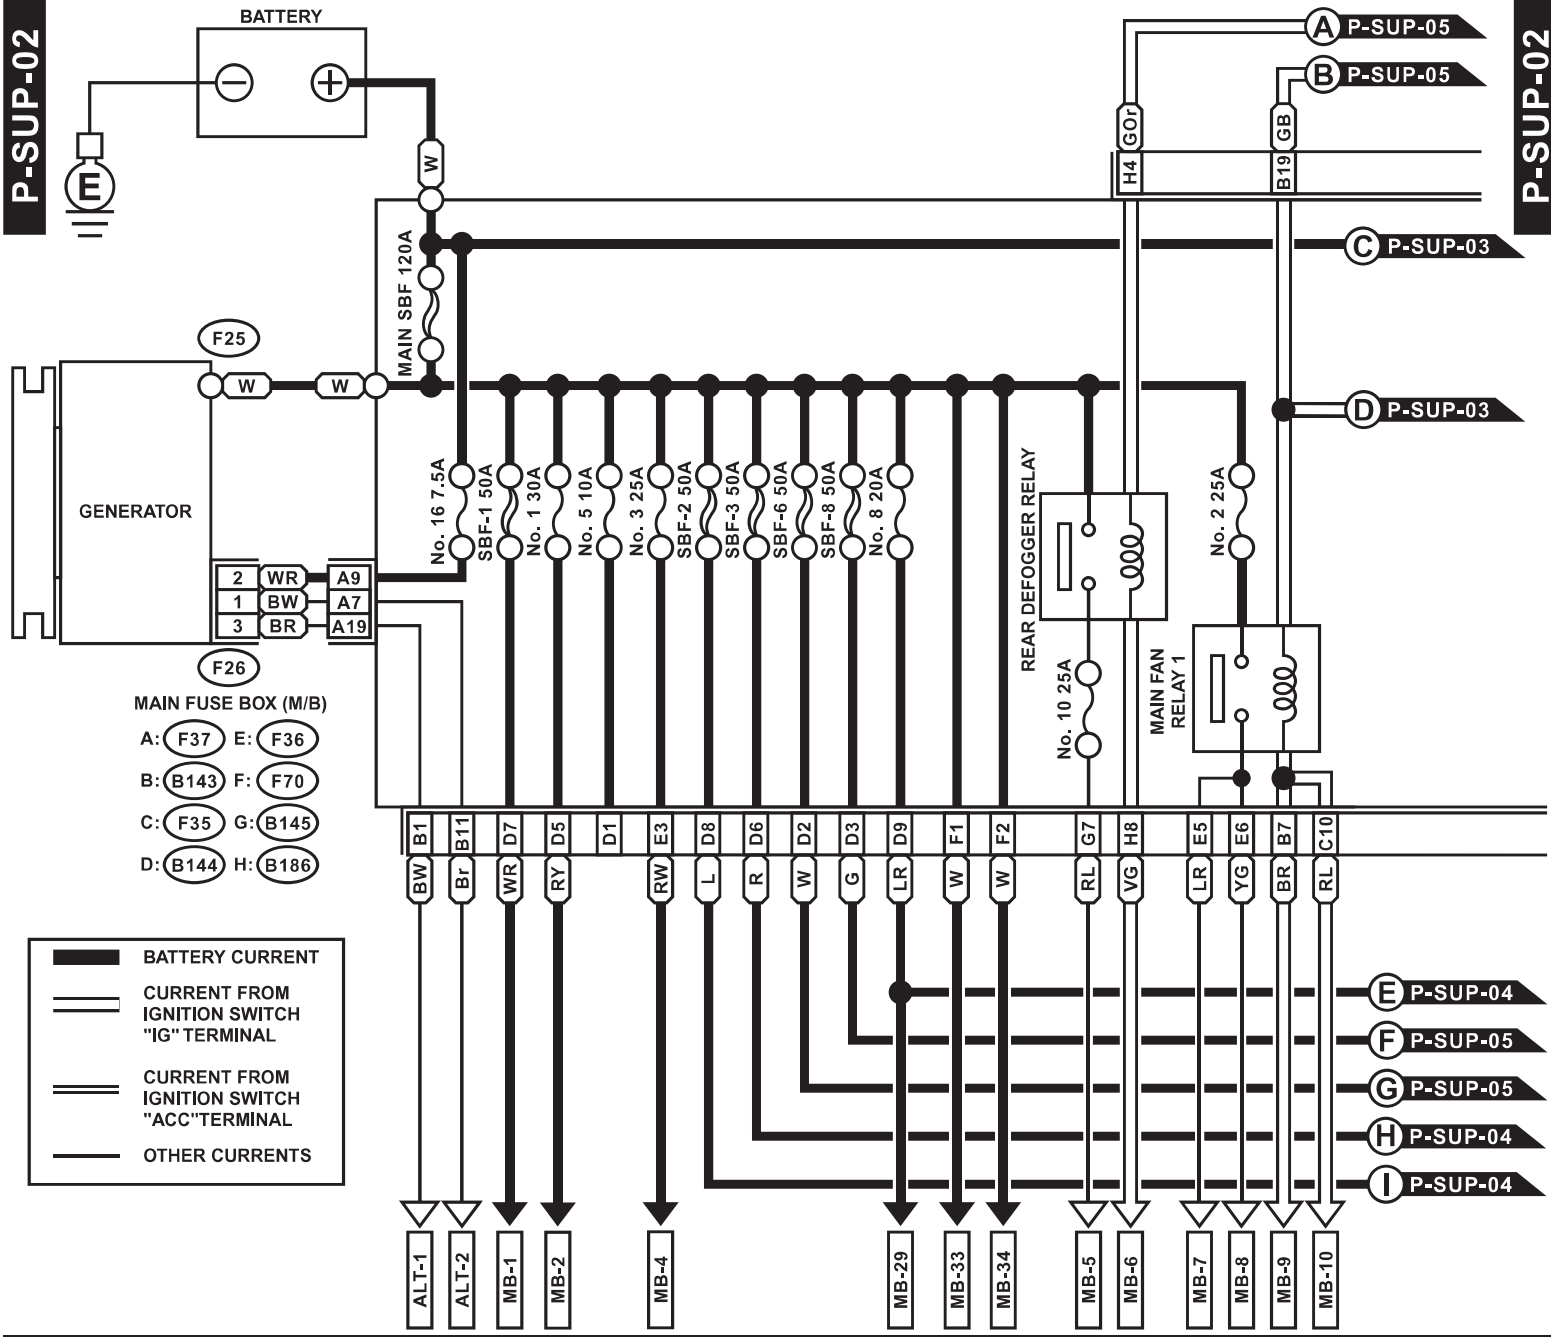 P-SUP-02
P-SUP-02
BATTERY
−
+
E
W
A P-SUP-05
B P-SUP-05
GOr
GB
H4
B19
C P-SUP-03
MAIN SBF 120A
F25
W
W
D P-SUP-03
GENERATOR
No. 16 7.5A
SBF-1 50A
No. 1 30A
No. 5 10A
No. 3 25A
SBF-2 50A
SBF-3 50A
SBF-6 50A
SBF-8 50A
No. 8 20A
REAR DEFOGGER RELAY
No. 2 25A
2 WR A9
1 BW A7
3 BR A19
F26
No. 10 25A
MAIN FAN
RELAY 1
MAIN FUSE BOX (M/B)
A: F37 E: F36
B: B143 F: F70
C: F35 G: B145
D: B144 H: B186
B1 B11 D7 D5 D1 E3 D8 D6 D2 D3 D9 F1 F2 G7 H8 E5 E6 B7 C10
BW Br WR RY RW L R W G LR W W RL VG LR YG BR RL
BATTERY CURRENT
CURRENT FROM
IGNITION SWITCH
"IG" TERMINAL
CURRENT FROM
IGNITION SWITCH
"ACC"TERMINAL
OTHER CURRENTS
E P-SUP-04
F P-SUP-05
G P-SUP-05
H P-SUP-04
I P-SUP-04
ALT-1 ALT-2 MB-1 MB-2 MB-4 MB-29 MB-33 MB-34 MB-5 MB-6 MB-7 MB-8 MB-9 MB-10